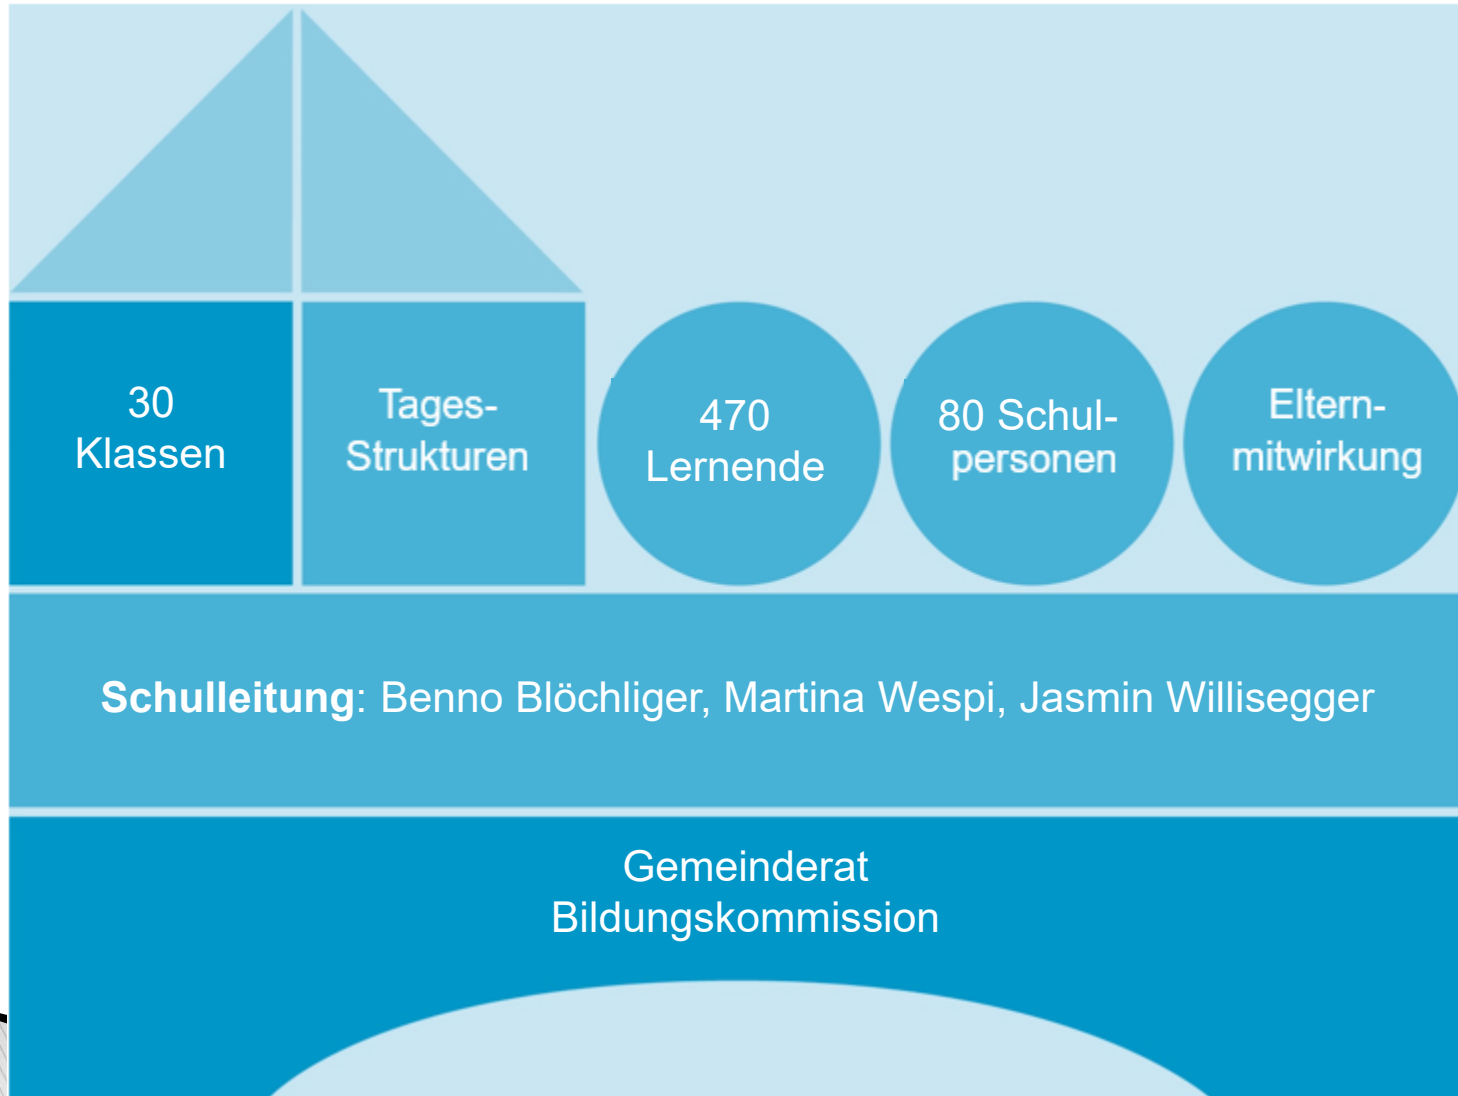 30
Klassen
Tages-
Strukturen
470
Lernende
80 Schul-
personen
Eltern-
mitwirkung
Schulleitung: Benno Blöchliger, Martina Wespi, Jasmin Willisegger
Gemeinderat
Bildungskommission